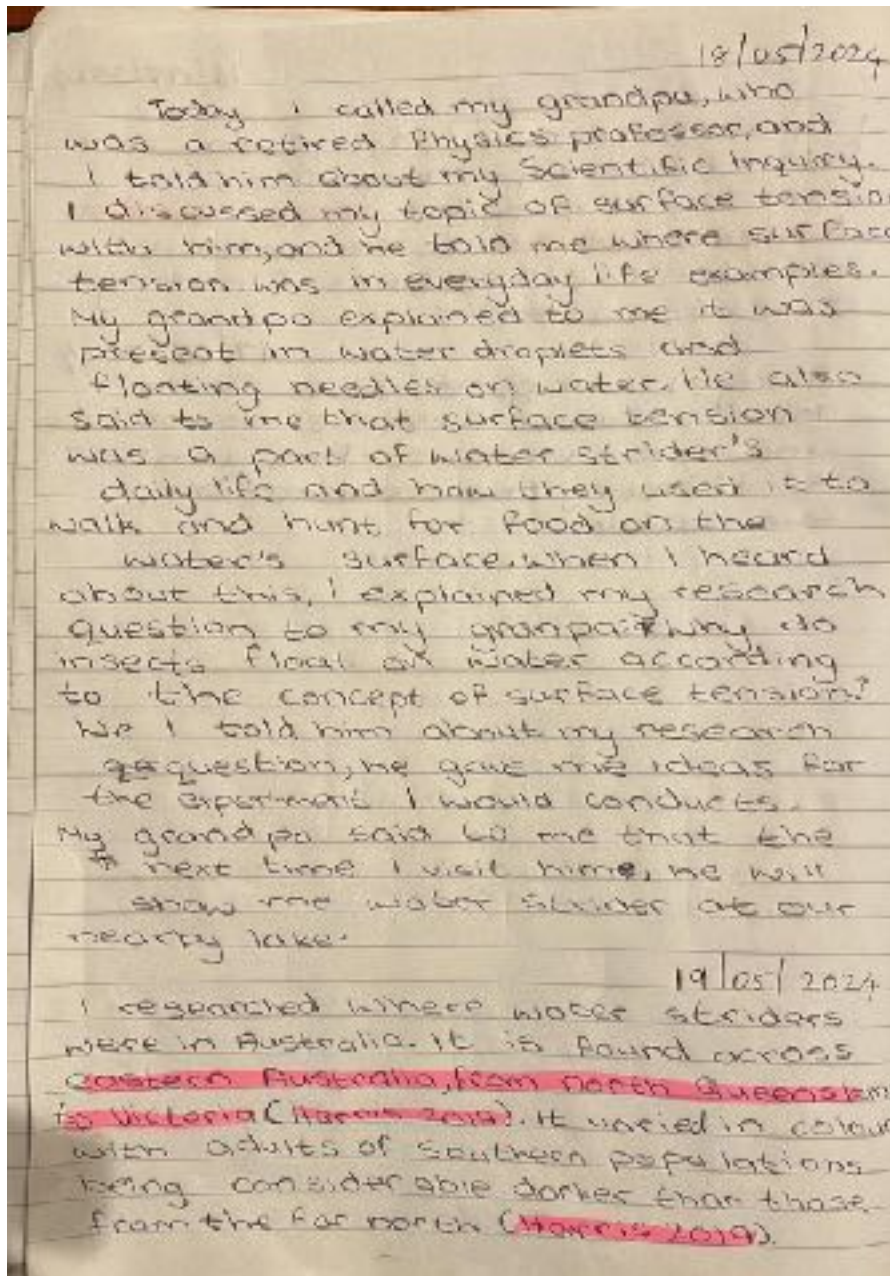 18/05/2024
Today I called my grandpa, who
was a retired Physics professor, and
I told him about my Scientific Inquiry.
I discussed my topic of surface tension
with him, and he told me where surface
tension was in everyday life examples.
My grandpa explained to me it was
present in water droplets and
floating needles on water. He also
said to me that surface tension
was a part of water strider's
daily life and how they used it to
walk and hunt for food on the
water's surface. When I heard
about this, I explained my research
question to my granpa: why do
insects float on water according
to the concept of surface tension?
I told him about my research
question, he gave me ideas for
the experiment I would conducts.
My grandpa said to me that the
next time I visit him, he will
show me water strider at our
nearby lake.
19/05/2024
I researched where water striders
were in Australia. It is found across
eastern Australia, from north Queenslan
to Victoria (Harris 2019). It varied in colour
with adults of southern populations
being considerable darker than those
from the far north (Harris 2019).